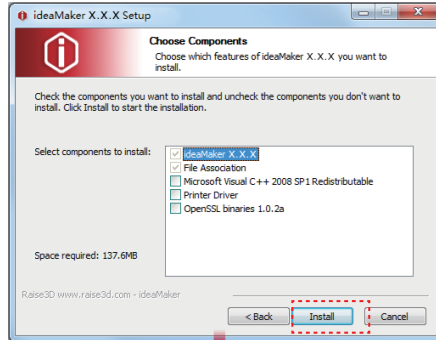 ideaMaker X.X.X Setup
Choose Components
Choose which features of ideaMaker X.X.X you want to
install.
Check the components you want to install and uncheck the components you don't want to
install. Click Install to start the installation.
Select components to install:
ideaMaker X.X.X
File Association
Microsoft Visual C++ 2008 SP1 Redistributable
Printer Driver
OpenSSL binaries 1.0.2a
Space required: 137.6MB
Raise3D www.raise3d.com - ideaMaker
< Back Install Cancel